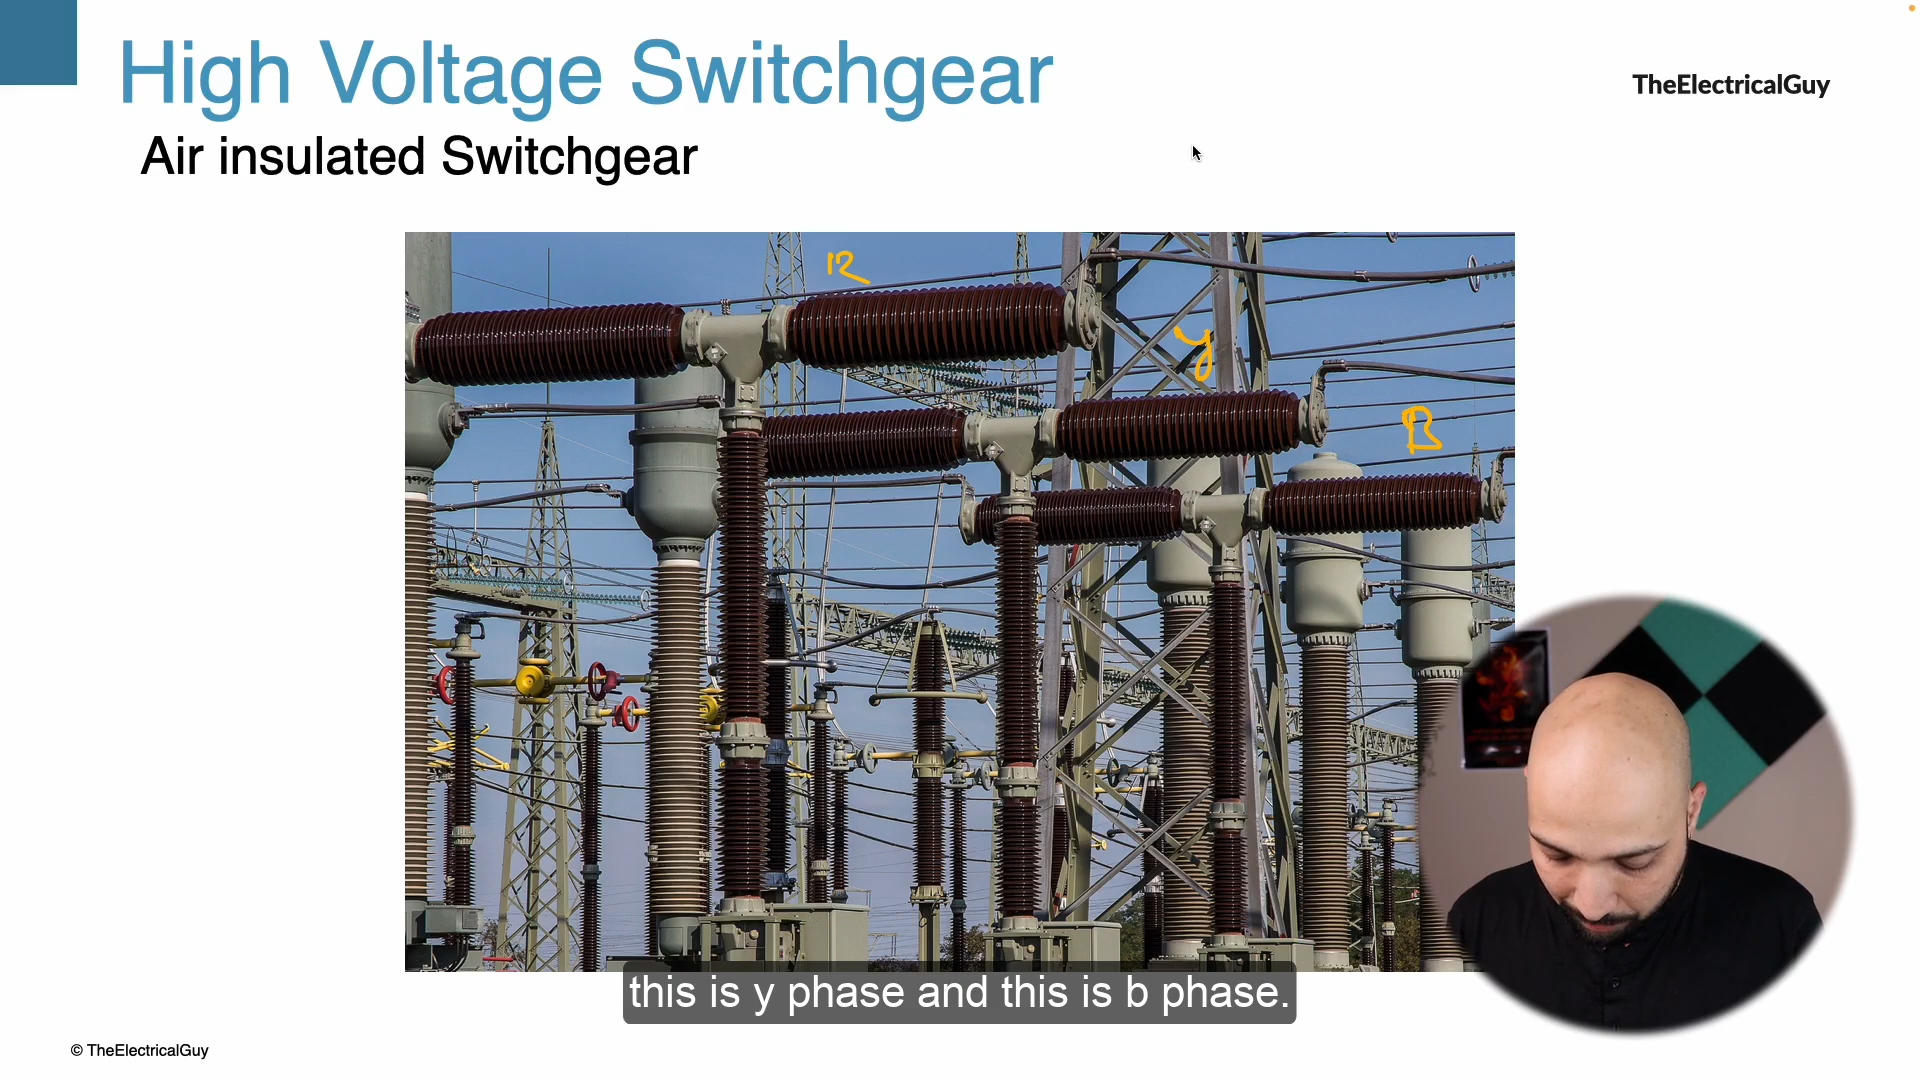 High Voltage Switchgear
TheElectricalGuy
Air insulated Switchgear
R
y
B
this is y phase and this is b phase.
© TheElectricalGuy